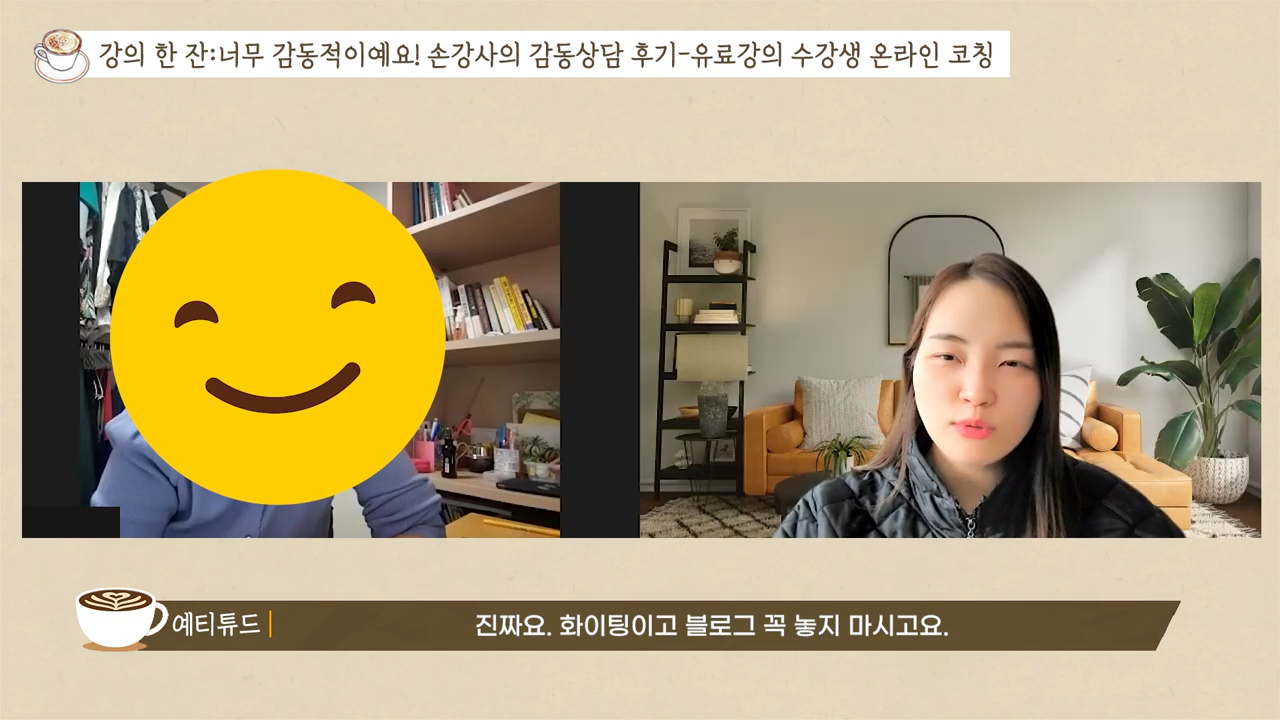 강의 한 잔:너무 감동적이예요! 손강사의 감동상담 후기-유료강의 수강생 온라인 코칭
예티튜드
진짜요. 화이팅이고 블로그 꼭 놓지 마시고요.